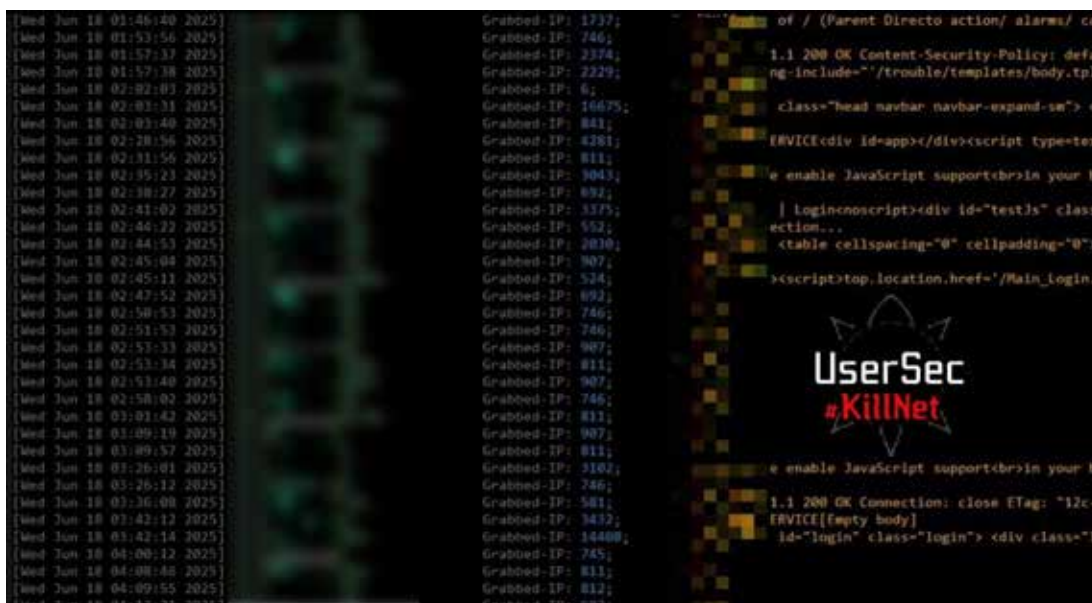 [Wed Jun 18 01:46:40 2025] Grabbed-IP: 1737; of / (Parent Directo action/ alarms/
[Wed Jun 18 01:53:56 2025] Grabbed-IP: 746;
[Wed Jun 18 01:57:37 2025] Grabbed-IP: 2374; 1.1 200 OK Content-Security-Policy:
[Wed Jun 18 01:57:38 2025] Grabbed-IP: 2229; ng-include="'/trouble/templates/body.
[Wed Jun 18 02:02:03 2025] Grabbed-IP: 6;
[Wed Jun 18 02:03:31 2025] Grabbed-IP: 16675; class="head navbar navbar-expand-sm">
[Wed Jun 18 02:03:40 2025] Grabbed-IP: 841;
[Wed Jun 18 02:28:56 2025] Grabbed-IP: 4281; ERVICE<div id=app></div><script
[Wed Jun 18 02:31:56 2025] Grabbed-IP: 811;
[Wed Jun 18 02:35:23 2025] Grabbed-IP: 3043; e enable JavaScript support<br>in your
[Wed Jun 18 02:38:27 2025] Grabbed-IP: 692;
[Wed Jun 18 02:41:02 2025] Grabbed-IP: 3375; | Login<noscript><div id="testJs" clas
[Wed Jun 18 02:44:22 2025] Grabbed-IP: 552; ection...
[Wed Jun 18 02:44:53 2025] Grabbed-IP: 2030; <table cellspacing="0" cellpadding="0"
[Wed Jun 18 02:45:04 2025] Grabbed-IP: 907;
[Wed Jun 18 02:45:11 2025] Grabbed-IP: 524; ><script>top.location.href='/Main_Login.
[Wed Jun 18 02:47:52 2025] Grabbed-IP: 692;
[Wed Jun 18 02:50:53 2025] Grabbed-IP: 746;
[Wed Jun 18 02:51:53 2025] Grabbed-IP: 746;
[Wed Jun 18 02:53:33 2025] Grabbed-IP: 907;
[Wed Jun 18 02:53:34 2025] Grabbed-IP: 811;
UserSec
[Wed Jun 18 02:53:40 2025] Grabbed-IP: 907;
[Wed Jun 18 02:58:02 2025] Grabbed-IP: 746;
#KillNet
[Wed Jun 18 03:01:42 2025] Grabbed-IP: 811;
[Wed Jun 18 03:09:19 2025] Grabbed-IP: 907;
[Wed Jun 18 03:09:57 2025] Grabbed-IP: 811;
[Wed Jun 18 03:26:01 2025] Grabbed-IP: 3102; e enable JavaScript support<br>in your
[Wed Jun 18 03:26:12 2025] Grabbed-IP: 746;
[Wed Jun 18 03:36:08 2025] Grabbed-IP: 581; 1.1 200 OK Connection: close ETag: "12c-
[Wed Jun 18 03:42:12 2025] Grabbed-IP: 3432; ERVICE[Empty body]
[Wed Jun 18 03:42:14 2025] Grabbed-IP: 14408; id="login" class="login"> <div class="
[Wed Jun 18 04:00:12 2025] Grabbed-IP: 745;
[Wed Jun 18 04:08:46 2025] Grabbed-IP: 811;
[Wed Jun 18 04:09:55 2025] Grabbed-IP: 812;